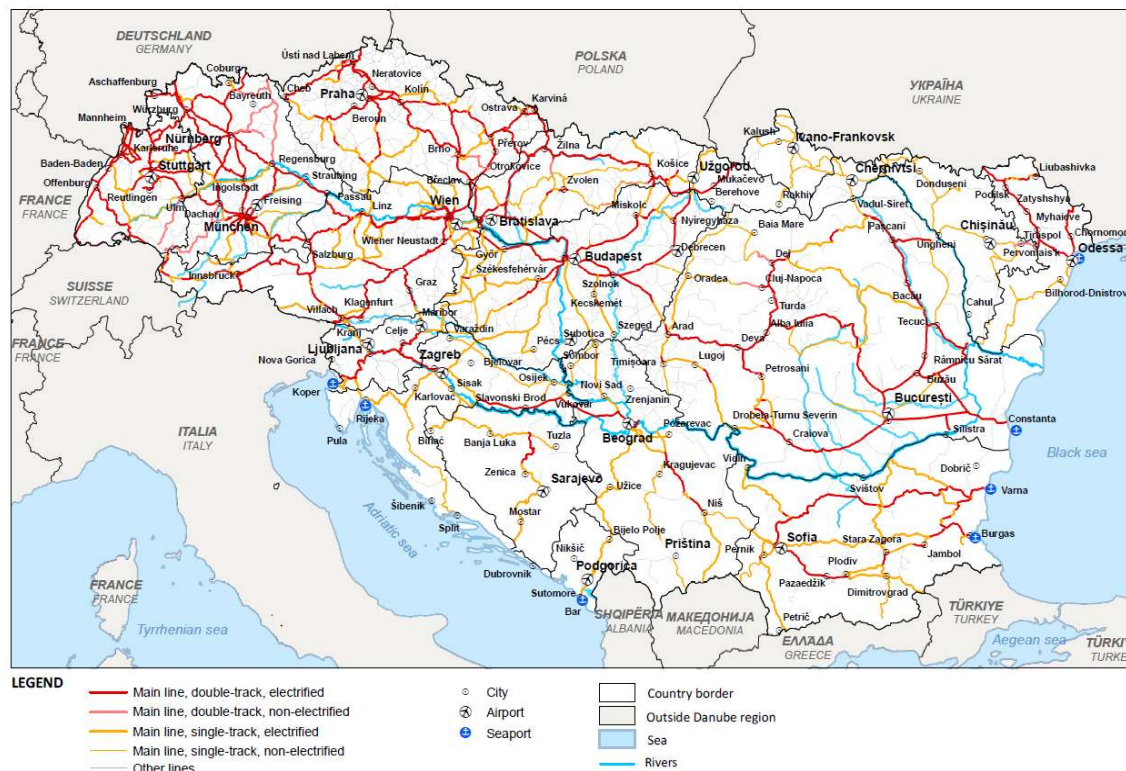 DEUTSCHLAND
GERMANY
POLSKA
POLAND
УКРАЇНА
UKRAINE
Ústi nad Labem
Coburg
Neratovice
Aschaffenburg
Cheb
Praha
Kolín
Bayreuth
Würzburg
Beroun
Ostrava
Karviná
Mannheim
Nürnberg
Přerov
Žilna
Kalush
Ivano-Frankovsk
Karlsruhe
Brno
Otrokovice
Košice
Užgorod
Chernivtsi
Liubashivka
Baden-Baden
Stuttgart
Regensburg
Mukačevo
Donduseni
Offenburg
Ingolstadt
Straubing
Břeclav
Zvolen
Berehove
Rakhiv
Podilsk
Zatyshshya
FRANCE
FRANCE
Reutlingen
Ulm
Dachau
Freising
Passau
Linz
Wien
Bratislava
Miskolc
Nyiregyhaza
Vadul-Siret
Chişinău
Myhaieve
München
Wiener Neustadt
Győr
Debrecen
Baia Mare
Pascani
Ungheni
Tiraspol
Chornomor
Salzburg
Budapest
Dej
Pervomais'k
Odessa
Innsbruck
Székesfehérvár
Szolnok
Oradea
Cluj-Napoca
Bilhorod-Dnistrov
SUISSE
SWITZERLAND
Graz
Kecskemét
Turda
Bacau
Cahul
Villach
Klagenfurt
Maribor
Szeged
Alba Iulia
Tecuci
Kranj
Celje
Varaždin
Pécs
Subotica
Arad
Deva
FRANCE
FRANCE
Ljubljana
Zagreb
Bjelovar
Sombor
Timişoara
Lugoj
Râmnicu Sărat
Nova Gorica
Sisak
Osijek
Novi Sad
Petrosani
Buzău
Koper
Karlovac
Slavonski Brod
Vukovar
Zrenjanin
Bucureşti
Rijeka
Drobeta-Turnu Severin
Constanta
ITALIA
ITALY
Pula
Bihać
Banja Luka
Tuzla
Beograd
Pozarevac
Craiova
Silistra
Black sea
Zenica
Kragujevac
Vidin
Dobrič
Sarajevo
Užice
Svištov
Varna
Šibenik
Mostar
Niš
Adriatic sea
Split
Bijelo Polje
Sofia
Stara Zagora
Burgas
Nikšić
Priština
Pernik
Jambol
Dubrovnik
Podgorica
Plodiv
FRANCE
FRANCE
Pazaedžik
Sutomore
Dimitrovgrad
Bar
SHQIPËRIA
ALBANIA
МАКЕДОНИЈА
MACEDONIA
Petrič
TÜRKIYE
TURKEY
Tyrrhenian sea
ΕΛΛΆΔΑ
GREECE
Aegean sea
TÜRKIY
TURKE
LEGEND
Main line, double-track, electrified
Main line, double-track, non-electrified
Main line, single-track, electrified
Main line, single-track, non-electrified
Other lines
City
Airport
Seaport
Country border
Outside Danube region
Sea
Rivers